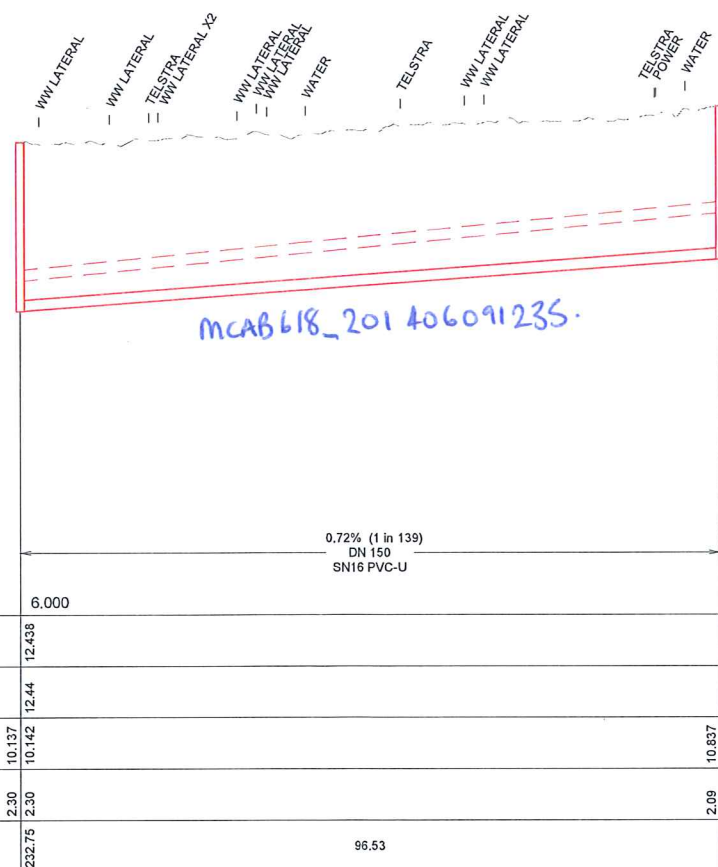 WW LATERAL
WW LATERAL
TELSTRA
WW LATERAL X2
WW LATERAL
WW LATERAL
WW LATERAL
WATER
TELSTRA
WW LATERAL
WW LATERAL
TELSTRA
POWER
WATER
MCAB618_201406091235.
0.72% (1 in 139)
DN 150
SN16 PVC-U
6.000
12.438
12.44
10.137 10.142 10.837
2.30 2.30 2.09
232.75 96.53